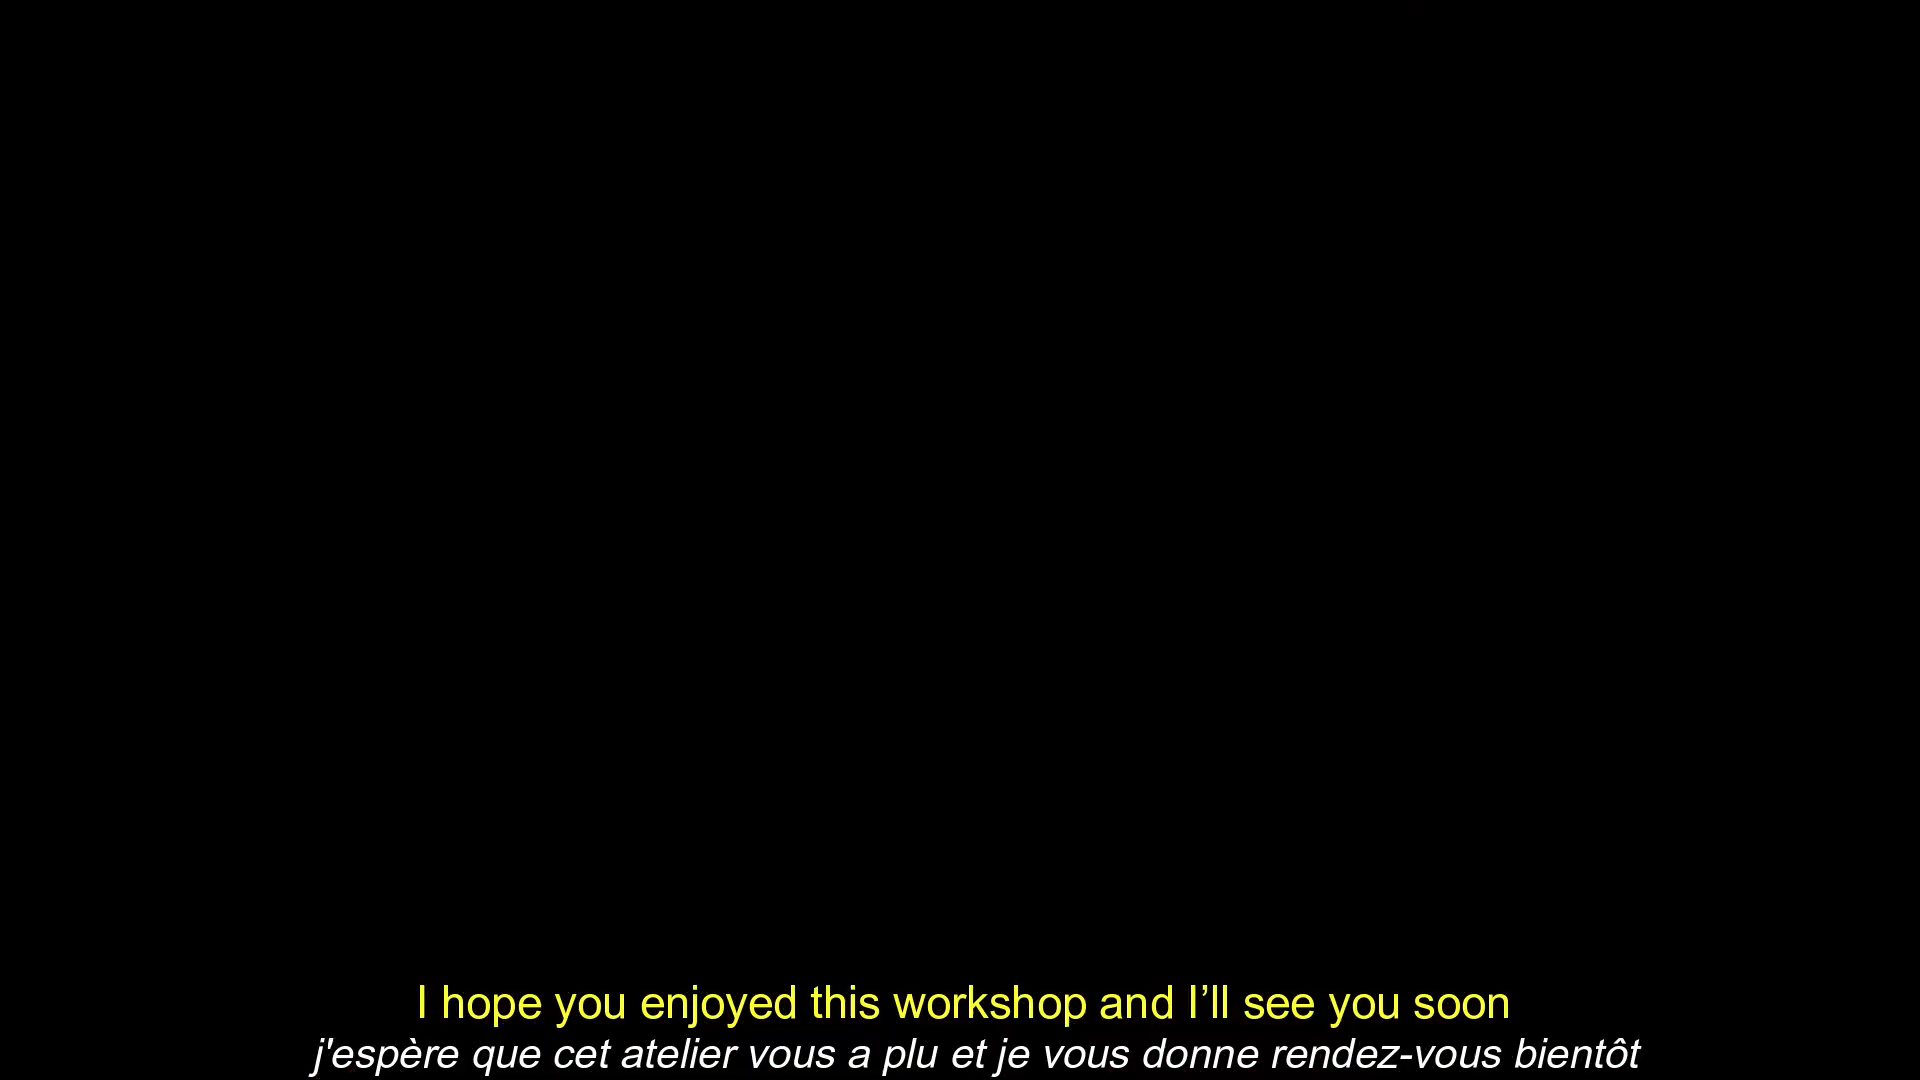 I hope you enjoyed this workshop and I’ll see you soon
j'espère que cet atelier vous a plu et je vous donne rendez-vous bientôt